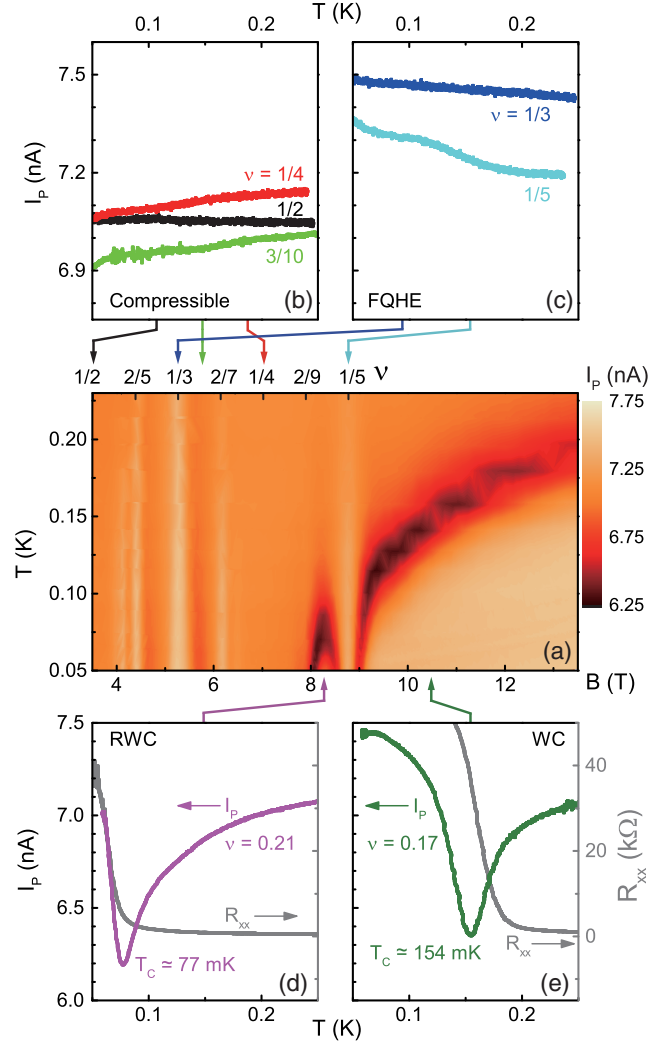 T (K)
0.1 0.2 0.1 0.2
7.5
7.2
6.9
I_P (nA)
ν = 1/4
1/2
3/10
Compressible
(b)
ν = 1/3
1/5
FQHE
(c)
1/2 2/5 1/3 2/7 1/4 2/9 1/5 ν
I_P (nA)
7.75
7.25
6.75
6.25
0.20
0.15
0.10
0.05
T (K)
(a)
4 6 8 10 12 B (T)
7.5
7.0
6.5
6.0
I_P (nA)
RWC
I_P
ν = 0.21
R_xx
T_C ≃ 77 mK
(d)
WC
I_P
ν = 0.17
R_xx
T_C ≃ 154 mK
(e)
40
20
0
R_xx (kΩ)
0.1 0.2 0.1 0.2
T (K)